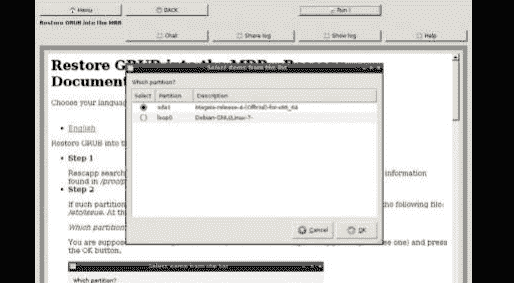 Menu
BACK
Run !
Restore GRUB into the MBR
Chat
Share log
Show log
Help
Restore GRUB into the MBR - Rescapp
Document
Choose your langua
English
Restore GRUB into t
Step 1
Rescapp search
information
found in /proc/p
Step 2
If such partition
the following file:
/etc/issue. At th
Which partition
You are suppose
se one) and press
the OK button.
Select items from the list
Which partition?
Select Partition Description
sda1 Mageia-release-4-(Official)-for-x86_64
loop0 Debian-GNU/Linux-7-
Cancel
OK
Select items from the list
Which partition?